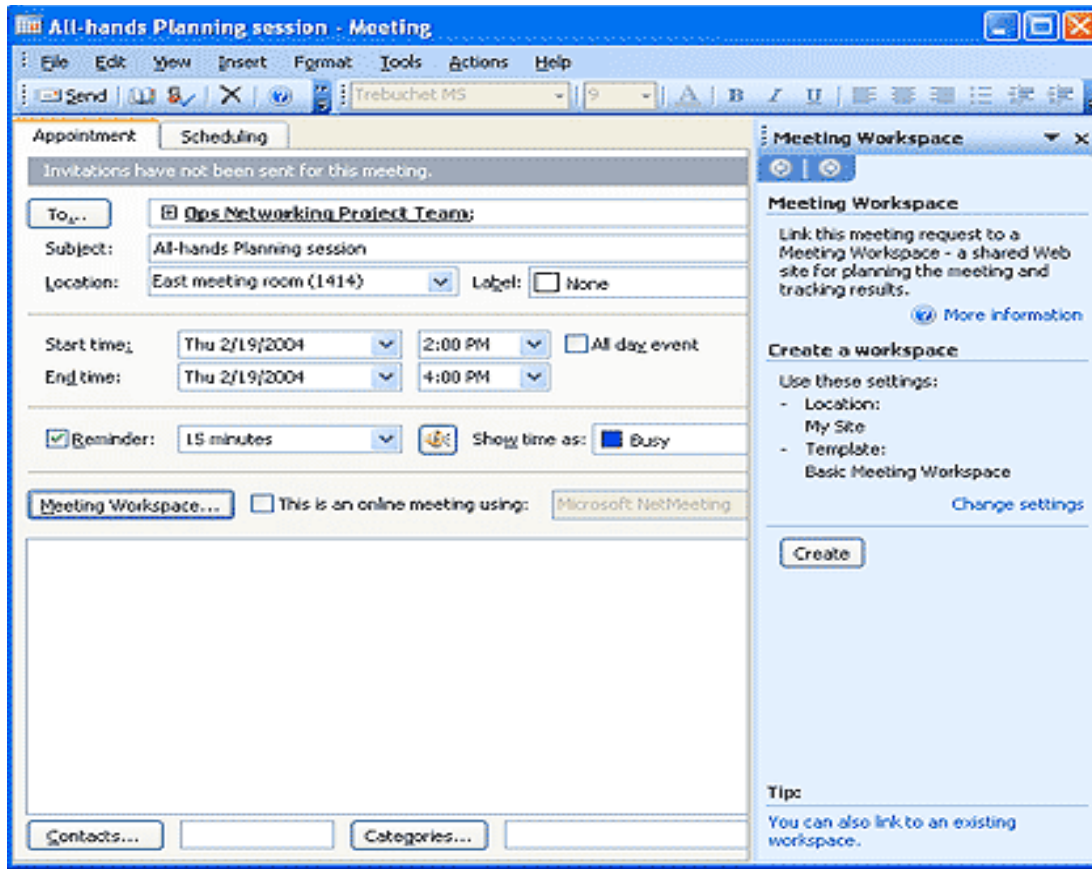 All-hands Planning session - Meeting
File Edit View Insert Format Tools Actions Help
Send Trebuchet MS 9 A B I U
Appointment Scheduling
Invitations have not been sent for this meeting.
To... Ops Networking Project Team;
Subject: All-hands Planning session
Location: East meeting room (1414) Label: None
Start time: Thu 2/19/2004 2:00 PM All day event
End time: Thu 2/19/2004 4:00 PM
Reminder: 15 minutes Show time as: Busy
Meeting Workspace... This is an online meeting using: Microsoft NetMeeting
Contacts... Categories...
Meeting Workspace
Meeting Workspace
Link this meeting request to a
Meeting Workspace - a shared Web
site for planning the meeting and
tracking results.
More information
Create a workspace
Use these settings:
- Location:
My Site
- Template:
Basic Meeting Workspace
Change settings
Create
Tip:
You can also link to an existing
workspace.